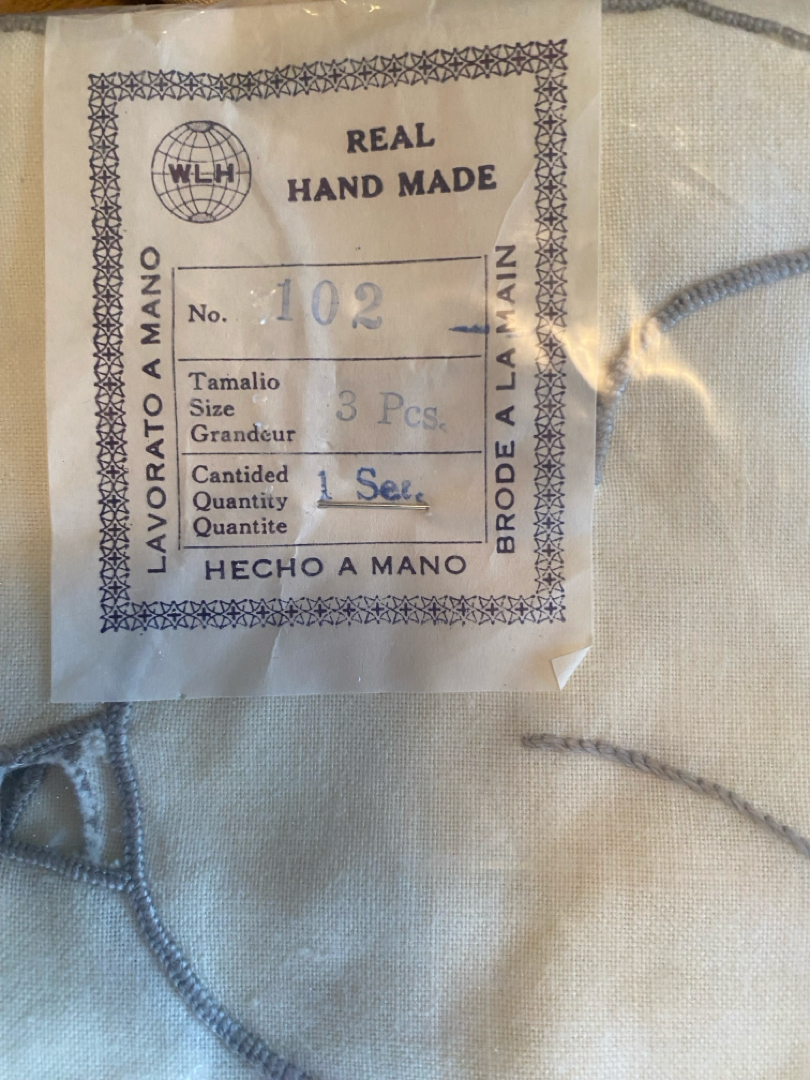 WLH
REAL
HAND MADE
LAVORATO A MANO
No. 102
Tamalio
Size
Grandeur
3 Pcs.
Cantided
Quantity
Quantite
1 Set.
BRODE A LA MAIN
HECHO A MANO